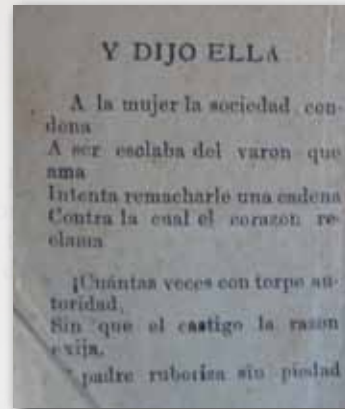 Y DIJO ELLA
A la mujer la sociedad con-
dena
A ser esclaba del varon que
ama
Intenta remacharle una cadena
Contra la cual el corazon re-
clama
¡Cuántas veces con torpe au-
toridad,
Sin que el castigo la razon
exija,
padre ruboriza sin piedad